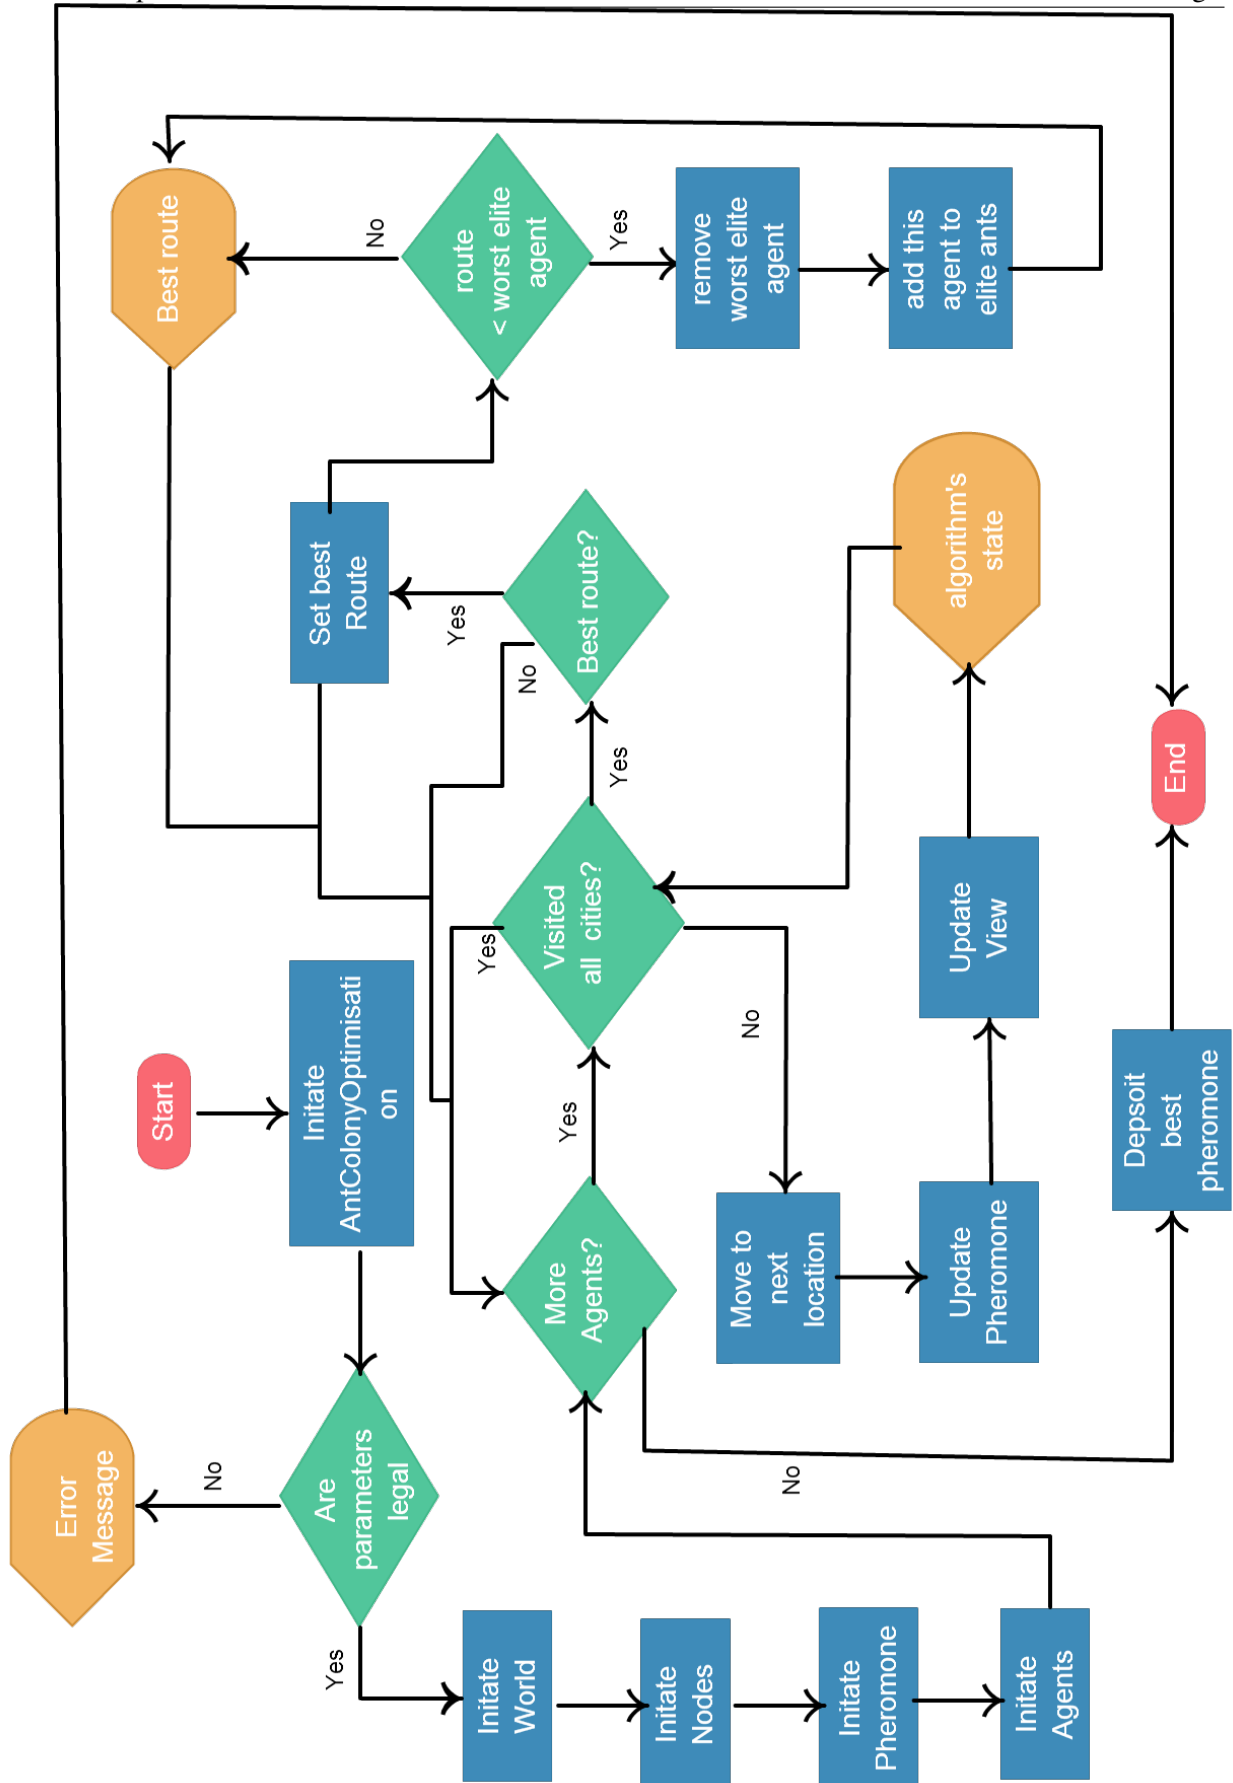 Error
Message
No
Start
Best route
Are
parameters
legal
Yes
Initate
AntColonyOptimisati
on
Set best
Route
No
Initate
World
Yes
Yes
No
route
< worst elite
agent
Yes
More
Agents?
Yes
Visited
all cities?
Yes
Best route?
Initate
Nodes
remove
worst elite
agent
No
Move to
next
location
No
Initate
Pheromone
Update
Pheromone
Update
View
algorithm's
state
add this
agent to
elite ants
Initate
Agents
Depsoit
best
pheromone
End